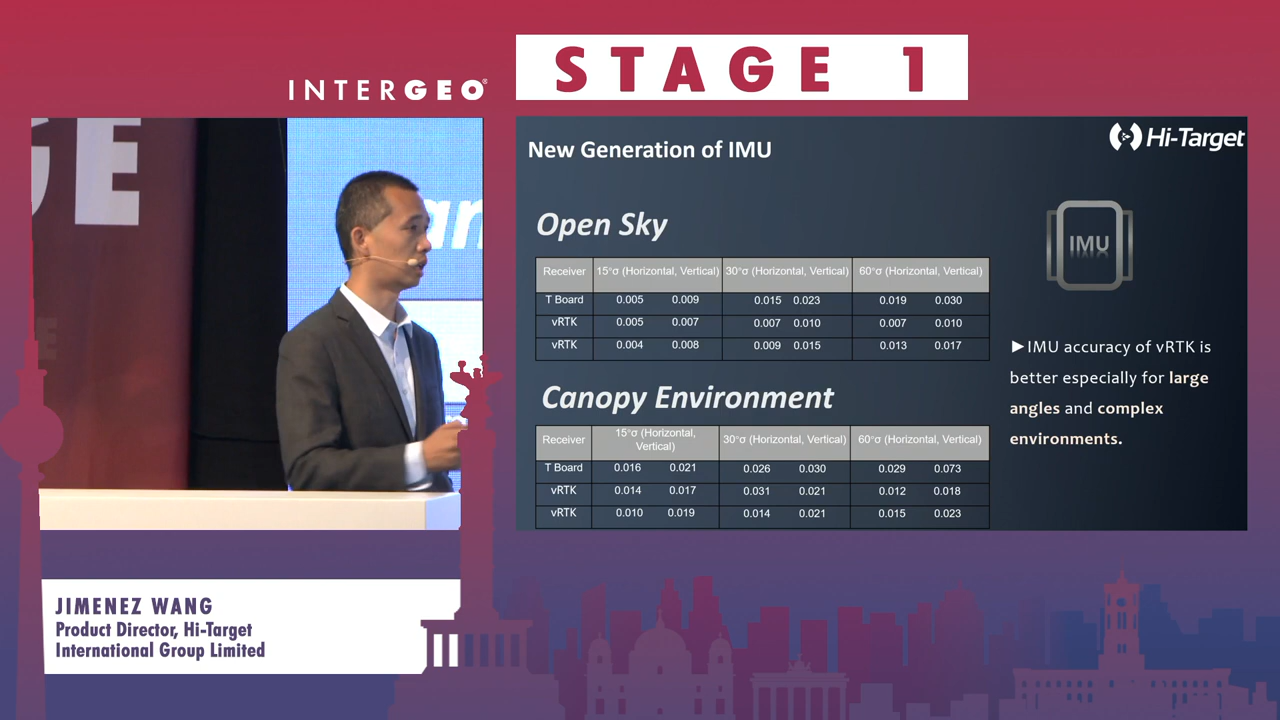 INTERGEO®
STAGE 1
GE
Hi-Target
New Generation of IMU
Open Sky
Receiver 15°σ (Horizontal, Vertical) 30°σ (Horizontal, Vertical) 60°σ (Horizontal, Vertical)
T Board 0.005 0.009 0.015 0.023 0.019 0.030
vRTK 0.005 0.007 0.007 0.010 0.007 0.010
vRTK 0.004 0.008 0.009 0.015 0.013 0.017
Canopy Environment
Receiver 15°σ (Horizontal, Vertical) 30°σ (Horizontal, Vertical) 60°σ (Horizontal, Vertical)
T Board 0.016 0.021 0.026 0.030 0.029 0.073
vRTK 0.014 0.017 0.031 0.021 0.012 0.018
vRTK 0.010 0.019 0.014 0.021 0.015 0.023
IMU
►IMU accuracy of vRTK is
better especially for large
angles and complex
environments.
JIMENEZ WANG
Product Director, Hi-Target
International Group Limited